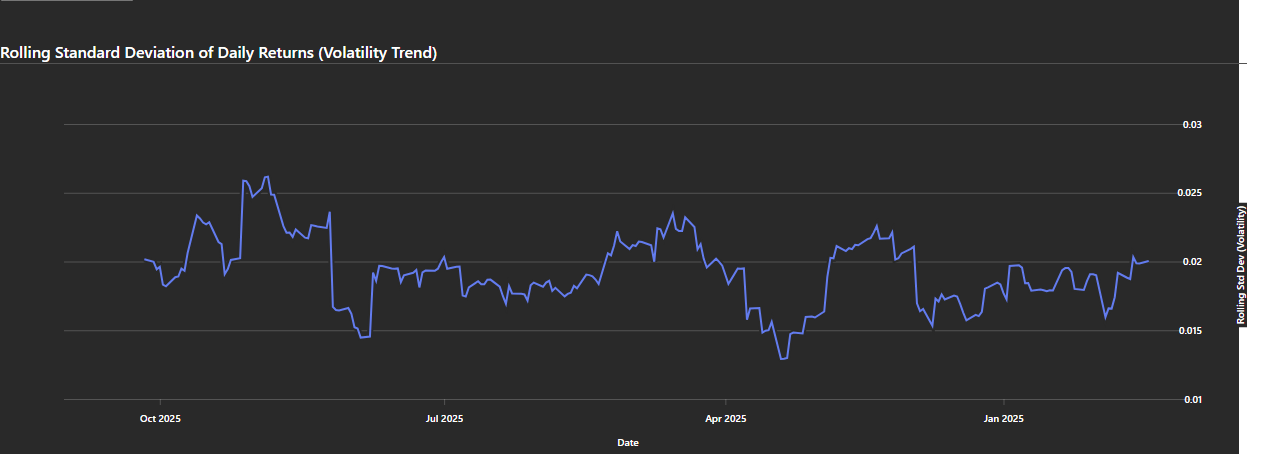 Rolling Standard Deviation of Daily Returns (Volatility Trend)
0.03
0.025
0.02
0.015
0.01
Rolling Std Dev (Volatility)
Oct 2025
Jul 2025
Apr 2025
Jan 2025
Date